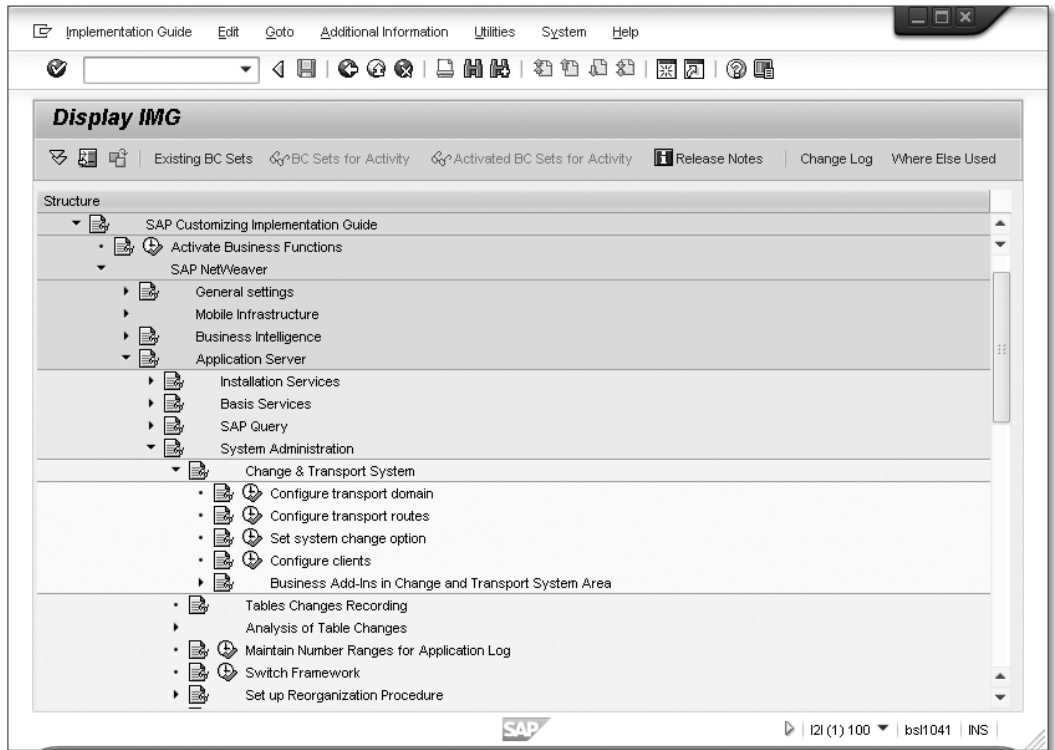 Implementation Guide Edit Goto Additional Information Utilities System Help
Display IMG
Existing BC Sets BC Sets for Activity Activated BC Sets for Activity Release Notes Change Log Where Else Used
Structure
SAP Customizing Implementation Guide
Activate Business Functions
SAP NetWeaver
General settings
Mobile Infrastructure
Business Intelligence
Application Server
Installation Services
Basis Services
SAP Query
System Administration
Change & Transport System
Configure transport domain
Configure transport routes
Set system change option
Configure clients
Business Add-Ins in Change and Transport System Area
Tables Changes Recording
Analysis of Table Changes
Maintain Number Ranges for Application Log
Switch Framework
Set up Reorganization Procedure
SAP I2I (1) 100 bsl1041 INS